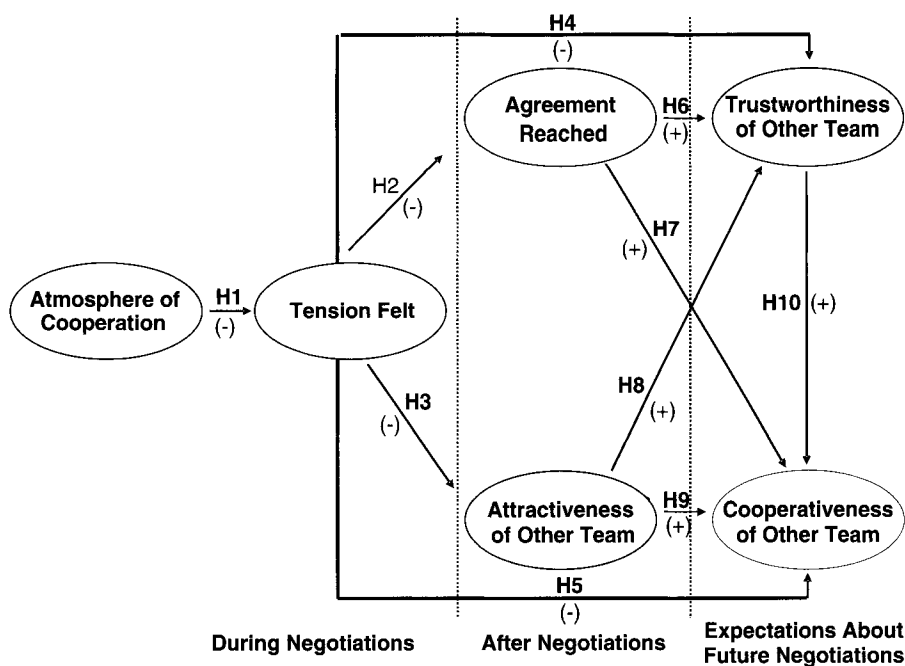 H4
(-)
Agreement
Reached
H6
(+)
Trustworthiness
of Other Team
H2
(-)
H7
(+)
Atmosphere of
Cooperation
H1
(-)
Tension Felt
H10
(+)
H3
(-)
H8
(+)
Attractiveness
of Other Team
H9
(+)
Cooperativeness
of Other Team
H5
(-)
During Negotiations
After Negotiations
Expectations About
Future Negotiations